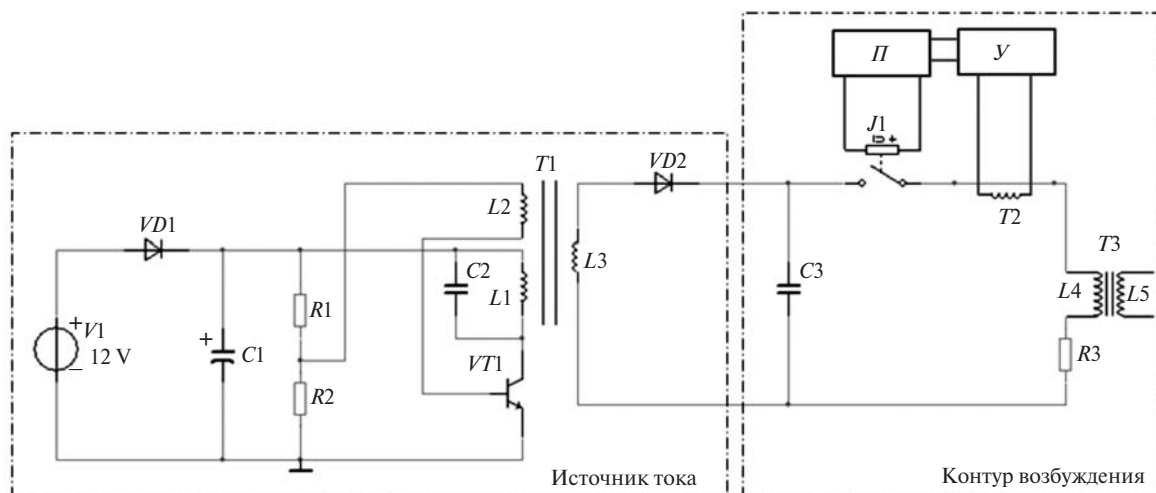 П
У
J1
T1
VD2
L2
T2
VD1
T3
C2
L3
C3
L1
L4
L5
R1
+
V1
12 V
–
+
C1
VT1
R3
R2
Источник тока
Контур возбуждения